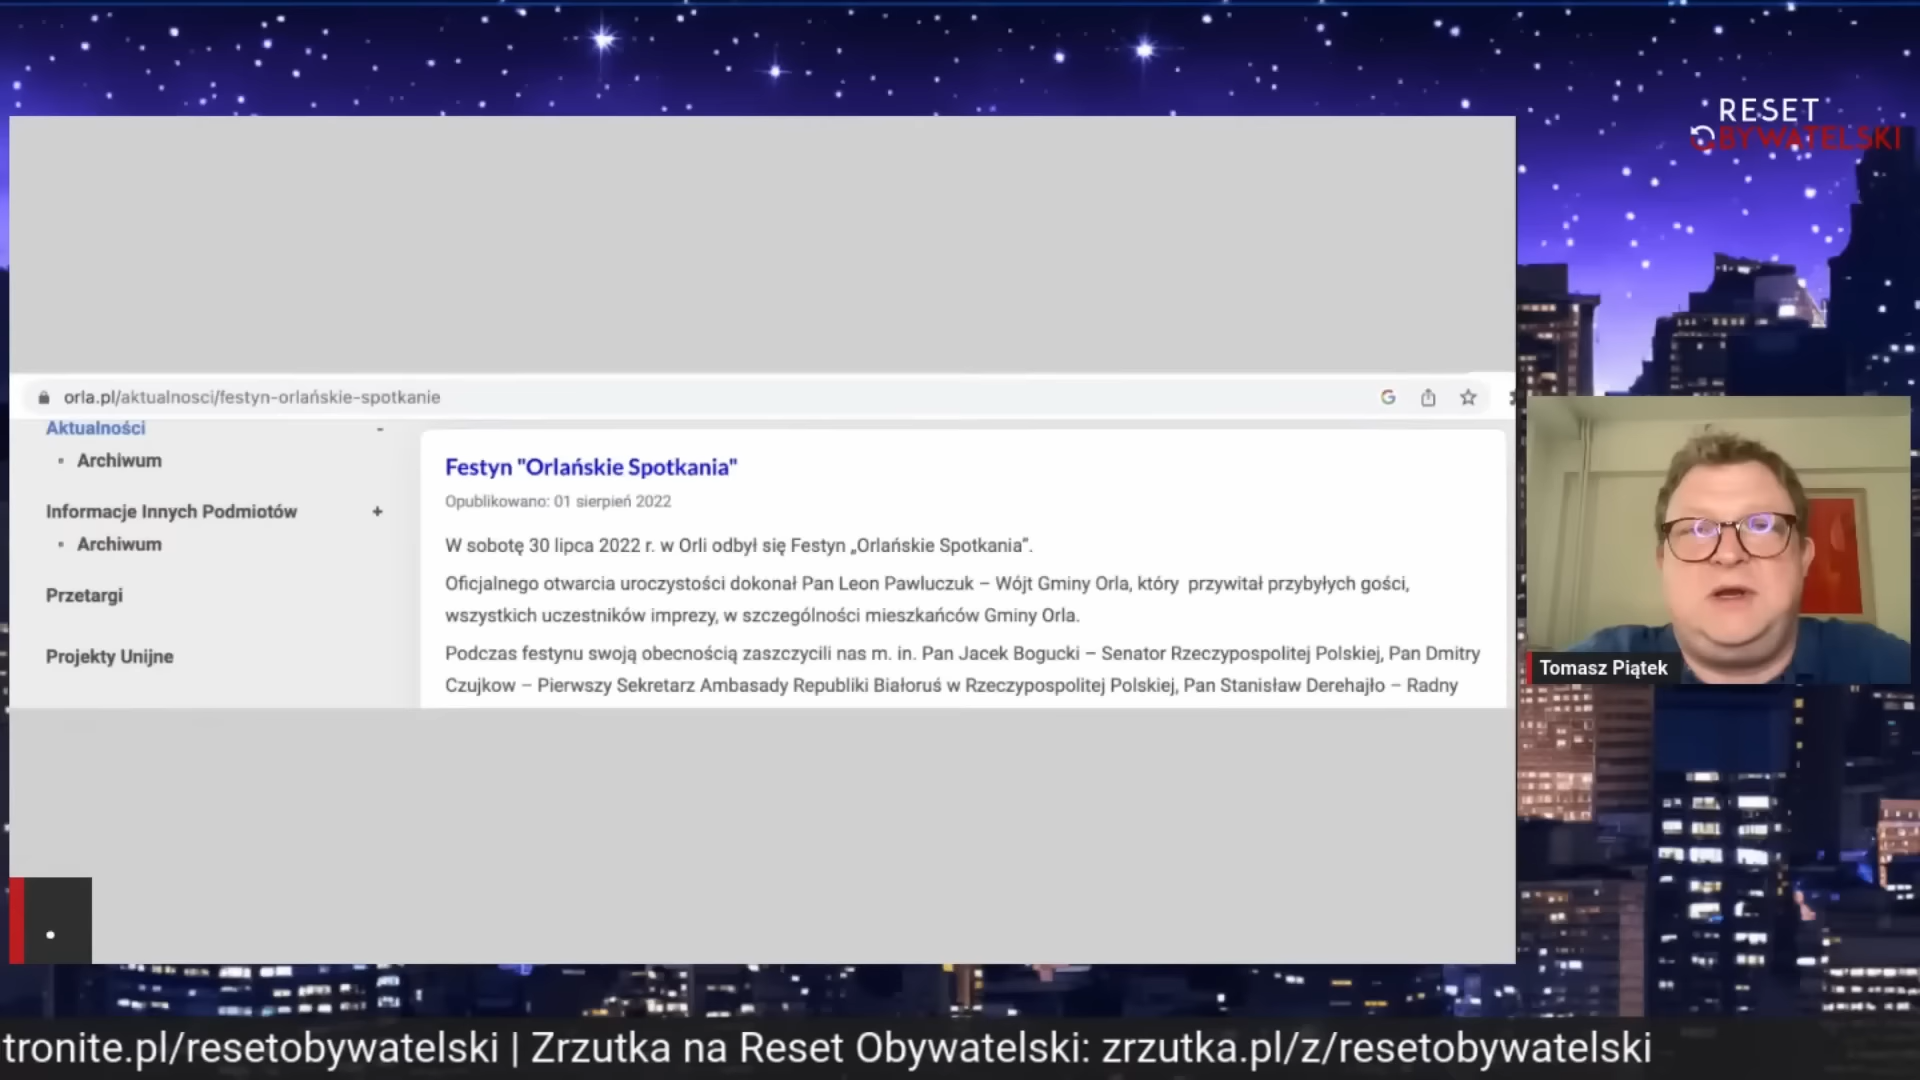 RESET
OBYWATELSKI
orla.pl/aktualnosci/festyn-orlańskie-spotkanie
Aktualności -
Archiwum
Informacje Innych Podmiotów +
Archiwum
Przetargi
Projekty Unijne
Festyn "Orlańskie Spotkania"
Opublikowano: 01 sierpień 2022
W sobotę 30 lipca 2022 r. w Orli odbył się Festyn „Orlańskie Spotkania”.
Oficjalnego otwarcia uroczystości dokonał Pan Leon Pawluczuk – Wójt Gminy Orla, który przywitał przybyłych gości,
wszystkich uczestników imprezy, w szczególności mieszkańców Gminy Orla.
Podczas festynu swoją obecnością zaszczycili nas m. in. Pan Jacek Bogucki – Senator Rzeczypospolitej Polskiej, Pan Dmitry
Czujkow – Pierwszy Sekretarz Ambasady Republiki Białoruś w Rzeczypospolitej Polskiej, Pan Stanisław Derehajło – Radny
Tomasz Piątek
.
tronite.pl/resetobywatelski | Zrzutka na Reset Obywatelski: zrzutka.pl/z/resetobywatelski